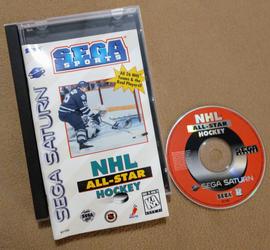 SEGA
SPORTS
All 26 NHL
Teams & the
Real Players!
SEGA SATURN
NHL
ALL-STAR
HOCKEY
NHL
ALL-STAR
HOCKEY
SEGA SATURN
SEGA